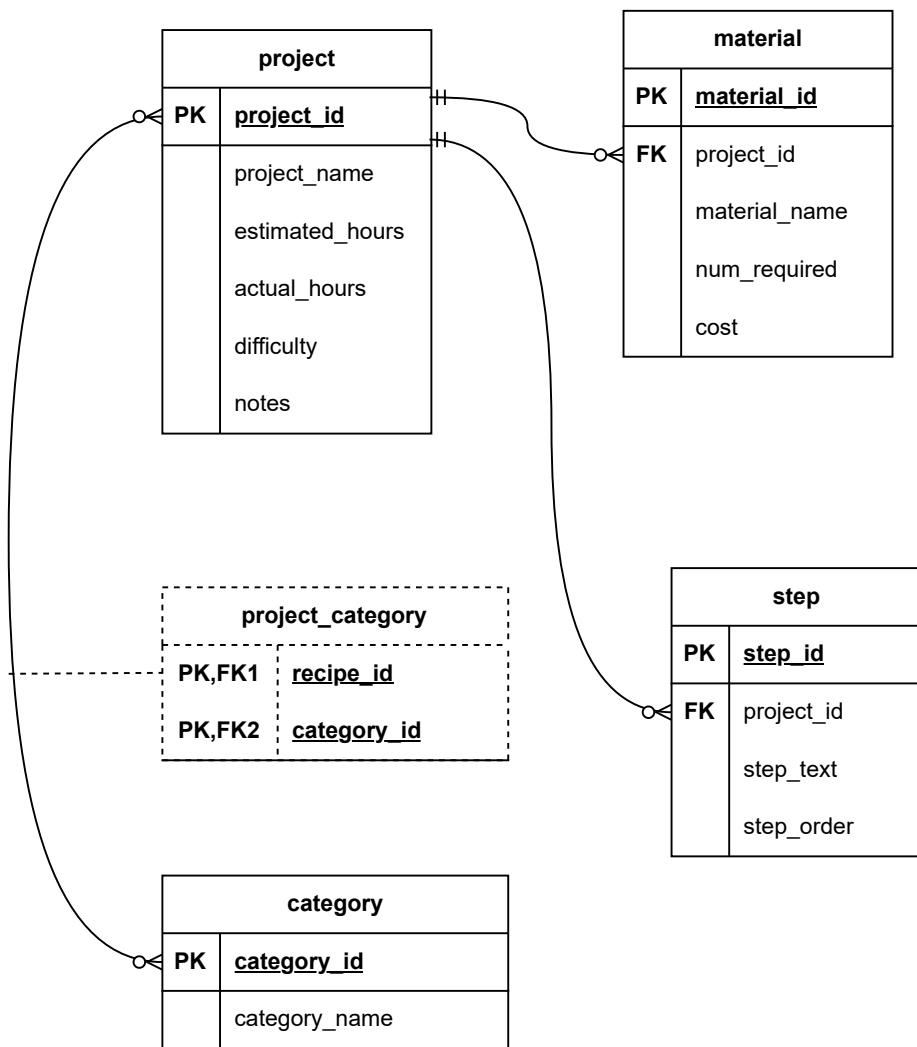 project
PK project_id
project_name
estimated_hours
actual_hours
difficulty
notes
material
PK material_id
FK project_id
material_name
num_required
cost
project_category
PK,FK1 recipe_id
PK,FK2 category_id
step
PK step_id
FK project_id
step_text
step_order
category
PK category_id
category_name